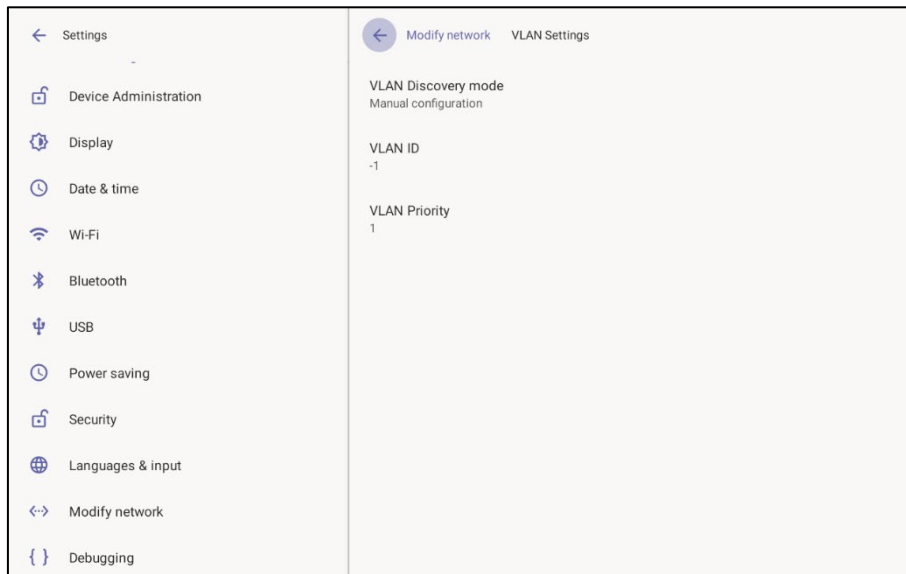 Settings
Device Administration
Display
Date & time
Wi-Fi
Bluetooth
USB
Power saving
Security
Languages & input
Modify network
Debugging
Modify network VLAN Settings
VLAN Discovery mode
Manual configuration
VLAN ID
-1
VLAN Priority
1